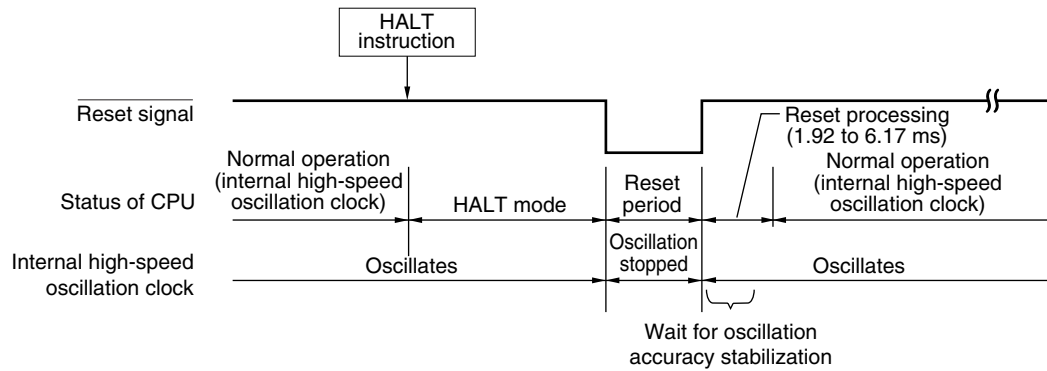 HALT
instruction
Reset signal
Reset processing
(1.92 to 6.17 ms)
Status of CPU
Normal operation
(internal high-speed
oscillation clock)
HALT mode
Reset
period
Normal operation
(internal high-speed
oscillation clock)
Internal high-speed
oscillation clock
Oscillates
Oscillation
stopped
Oscillates
Wait for oscillation
accuracy stabilization